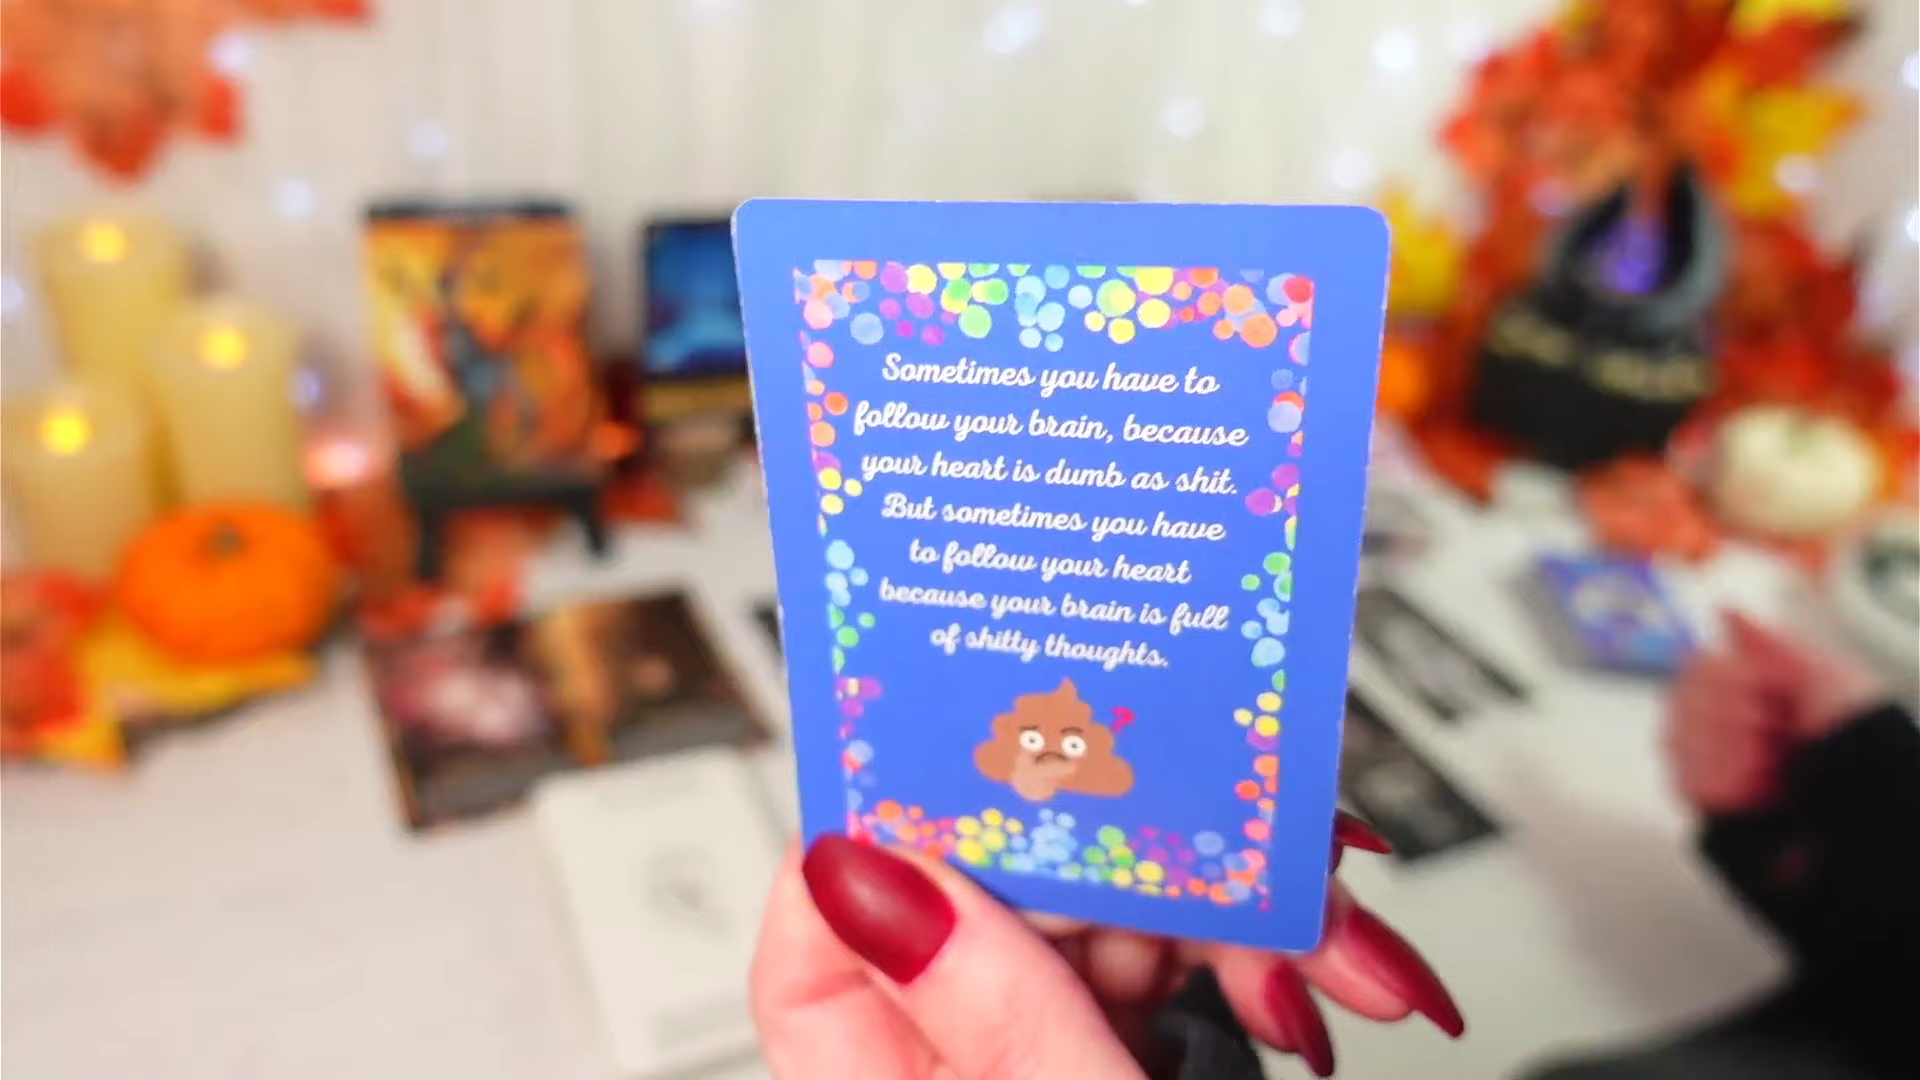 Sometimes you have to
follow your brain, because
your heart is dumb as shit.
But sometimes you have
to follow your heart
because your brain is full
of shitty thoughts.
?